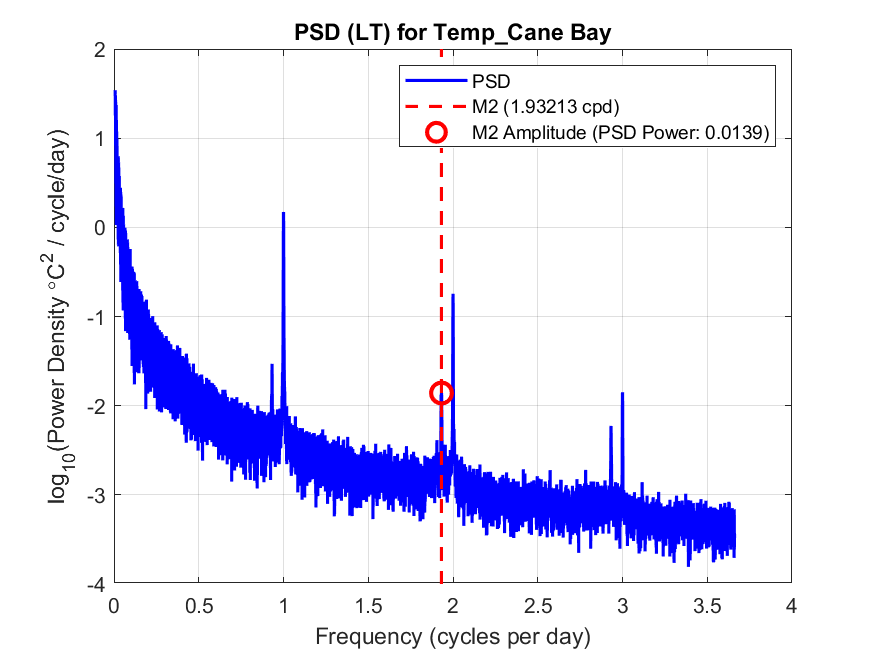 PSD (LT) for Temp_Cane Bay
PSD
M2 (1.93213 cpd)
M2 Amplitude (PSD Power: 0.0139)
log10(Power Density °C2 / cycle/day)
2
1
0
-1
-2
-3
-4
0 0.5 1 1.5 2 2.5 3 3.5 4
Frequency (cycles per day)